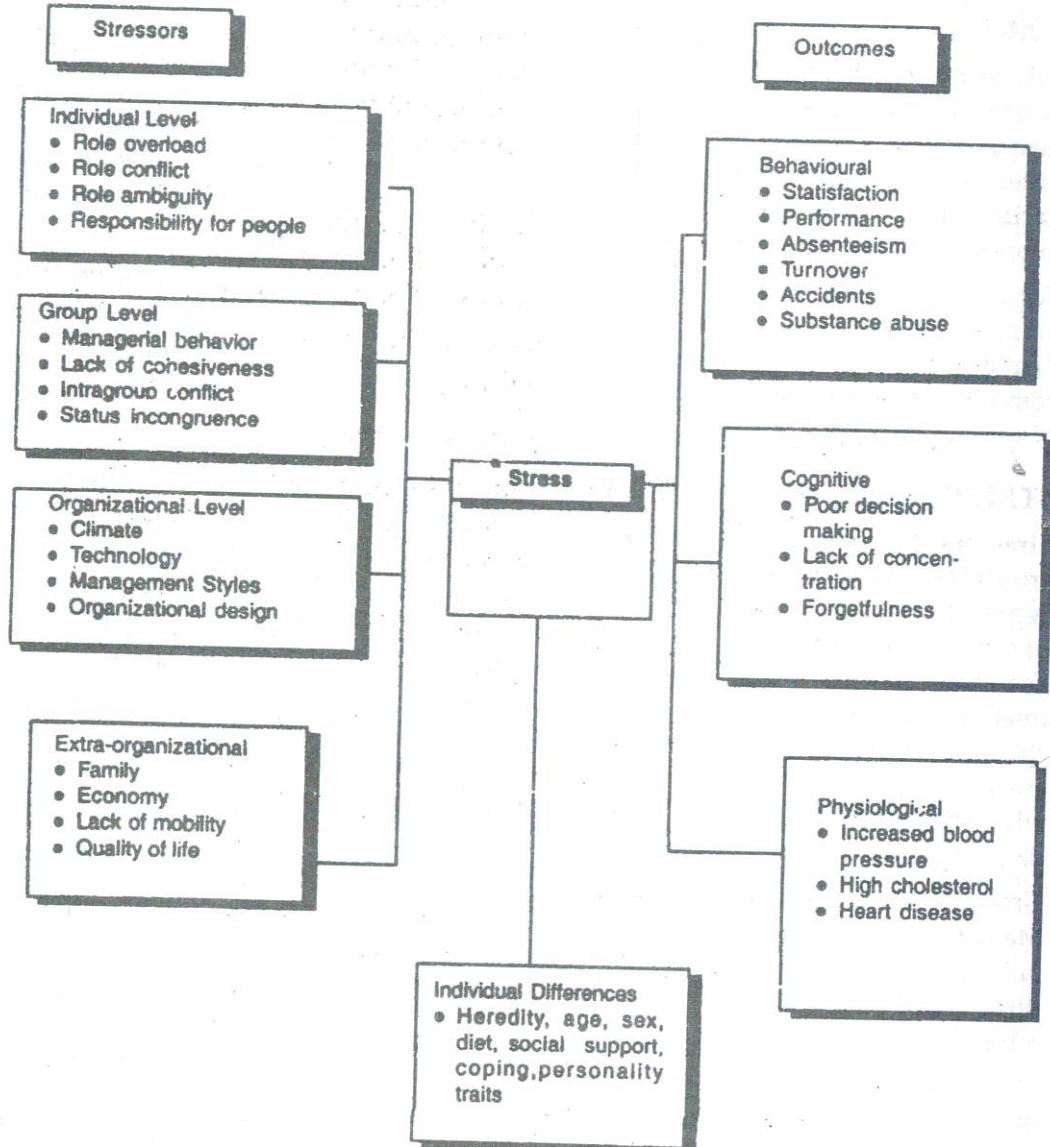 Stressors
Individual Level
● Role overload
● Role conflict
● Role ambiguity
● Responsibility for people
Group Level
● Managerial behavior
● Lack of cohesiveness
● Intragroup conflict
● Status incongruence
Organizational Level
● Climate
● Technology
● Management Styles
● Organizational design
Extra-organizational
● Family
● Economy
● Lack of mobility
● Quality of life
Stress
Individual Differences
● Heredity, age, sex,
diet, social support,
coping,personality
traits
Outcomes
Behavioural
● Statisfaction
● Performance
● Absenteeism
● Turnover
● Accidents
● Substance abuse
Cognitive
● Poor decision
making
● Lack of concen-
tration
● Forgetfulness
Physiological
● Increased blood
pressure
● High cholesterol
● Heart disease